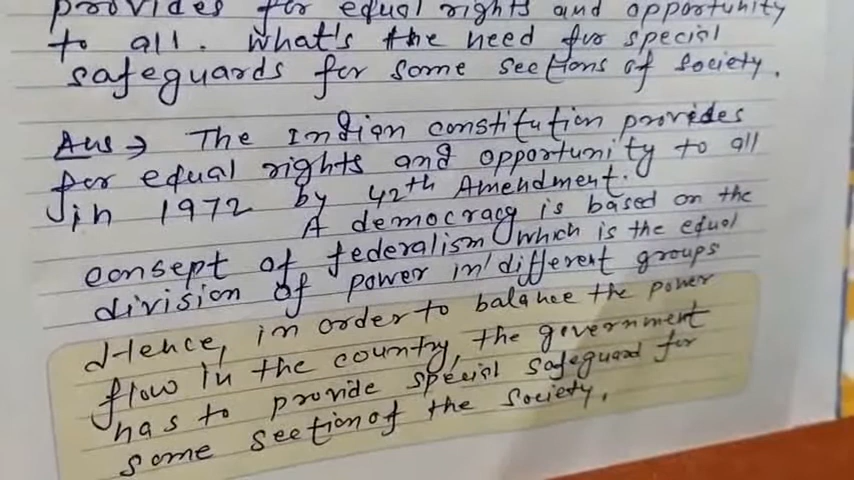 provides for equal rights and opportunity
to all. What's the need for special
safeguards for some sections of society.
Ans → The Indian constitution provides
for equal rights and opportunity to all
in 1972 by 42th Amendment.
A democracy is based on the
consept of federalism which is the equal
division of power in different groups
Hence, in order to balance the power
flow in the country, the government
has to provide special safeguard for
some section of the society.